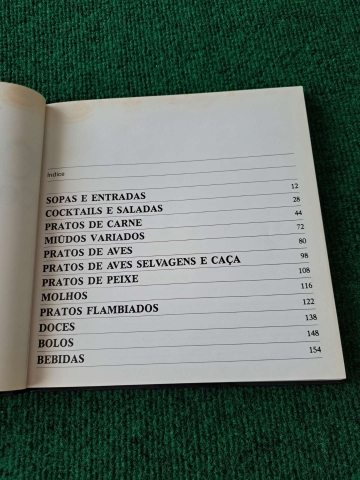 Índice
SOPAS E ENTRADAS 12
COCKTAILS E SALADAS 28
PRATOS DE CARNE 44
MIÚDOS VARIADOS 72
PRATOS DE AVES 80
PRATOS DE AVES SELVAGENS E CAÇA 98
PRATOS DE PEIXE 108
MOLHOS 116
PRATOS FLAMBIADOS 122
DOCES 138
BOLOS 148
BEBIDAS 154